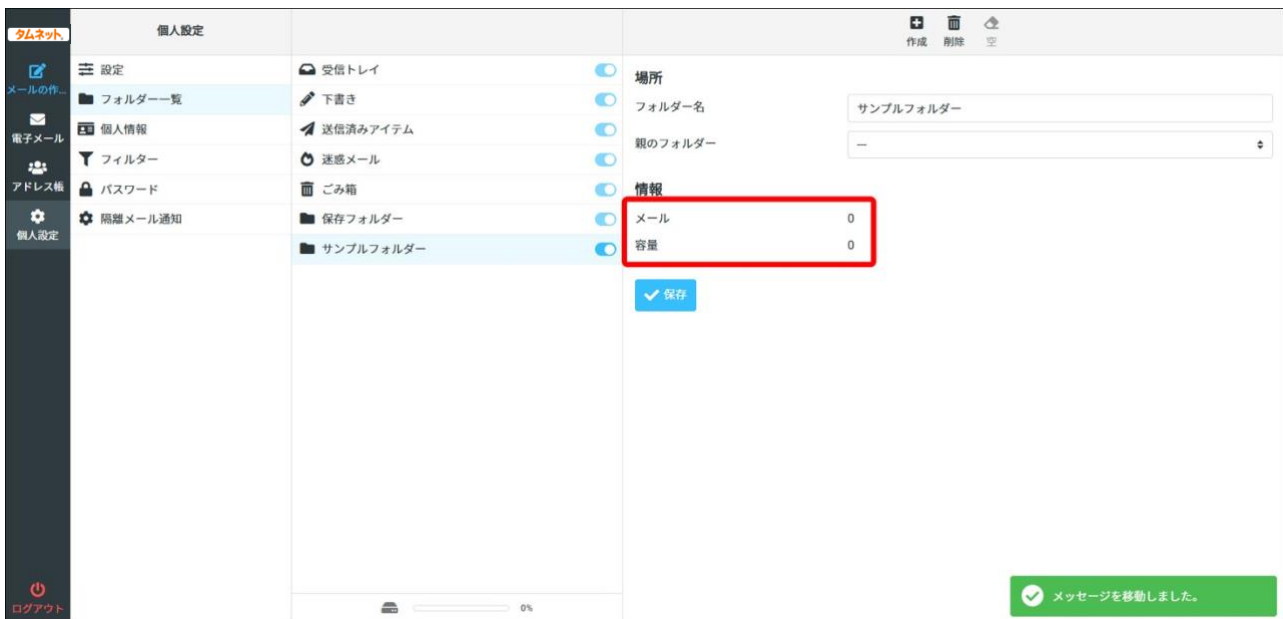 タムネット
メールの作...
電子メール
アドレス帳
個人設定
ログアウト
個人設定
設定
フォルダー一覧
個人情報
フィルター
パスワード
隔離メール通知
受信トレイ
下書き
送信済みアイテム
迷惑メール
ごみ箱
保存フォルダー
サンプルフォルダー
0%
作成 削除 空
場所
フォルダー名 サンプルフォルダー
親のフォルダー ---
情報
メール 0
容量 0
保存
メッセージを移動しました。